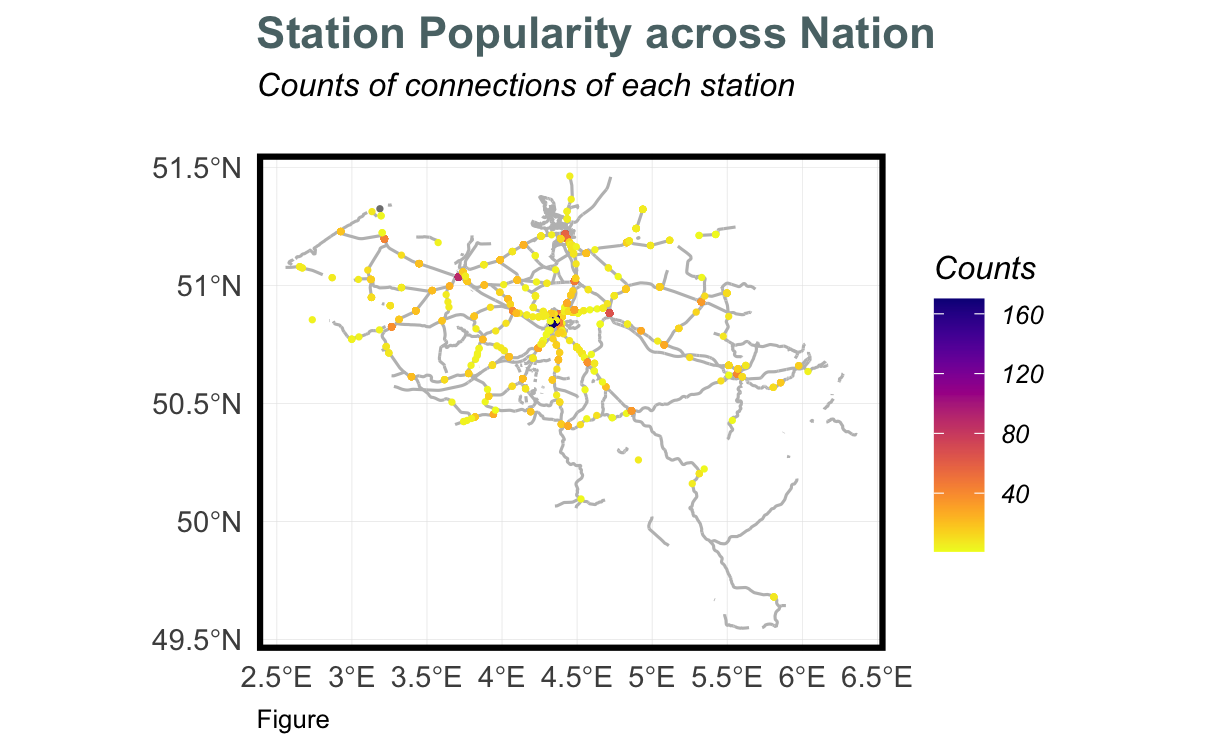 Station Popularity across Nation
Counts of connections of each station
51.5°N
51°N
50.5°N
50°N
49.5°N
2.5°E 3°E 3.5°E 4°E 4.5°E 5°E 5.5°E 6°E 6.5°E
Counts
160
120
80
40
Figure